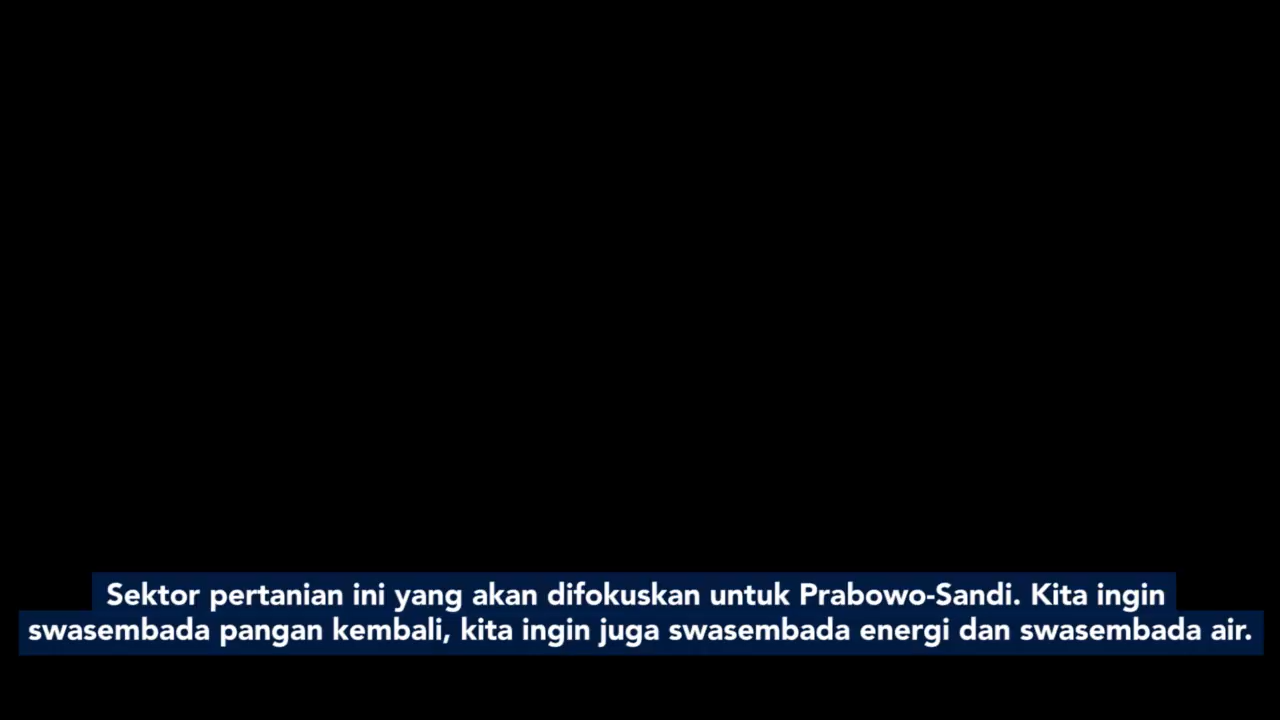 Sektor pertanian ini yang akan difokuskan untuk Prabowo-Sandi. Kita ingin
swasembada pangan kembali, kita ingin juga swasembada energi dan swasembada air.